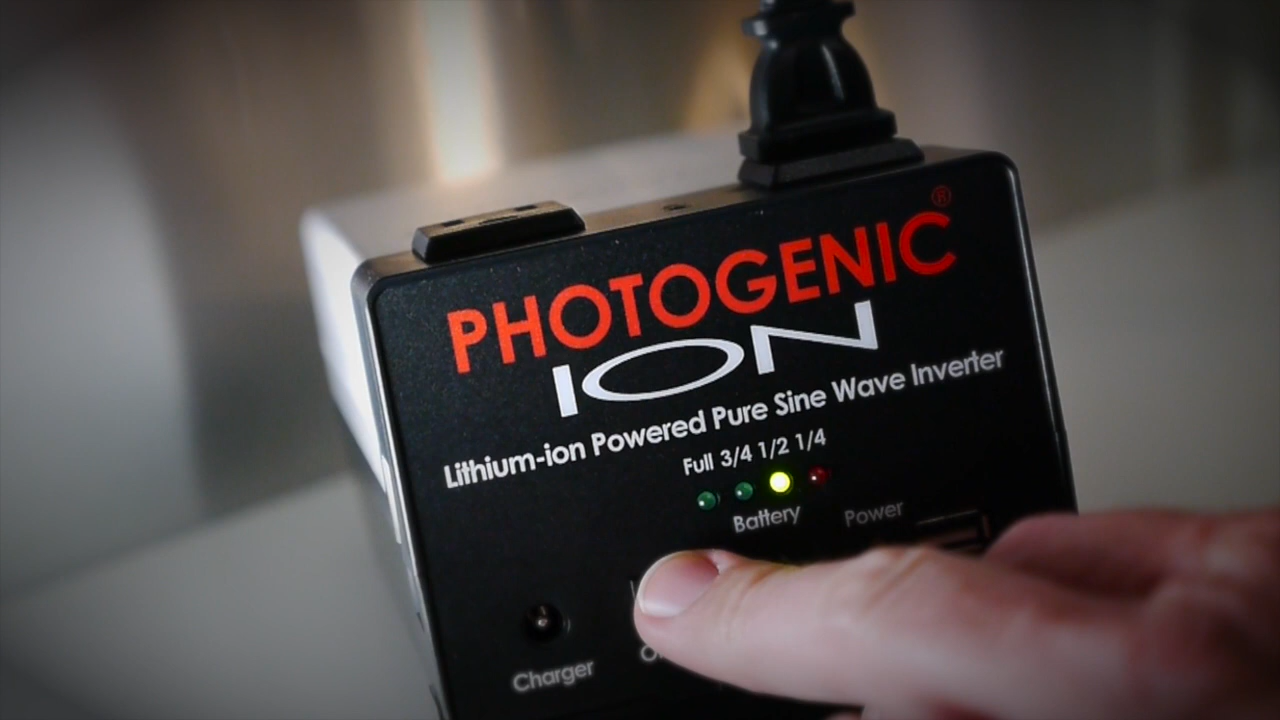 PHOTOGENIC®
ION
Lithium-ion Powered Pure Sine Wave Inverter
Full 3/4 1/2 1/4
Battery
Power
Charger